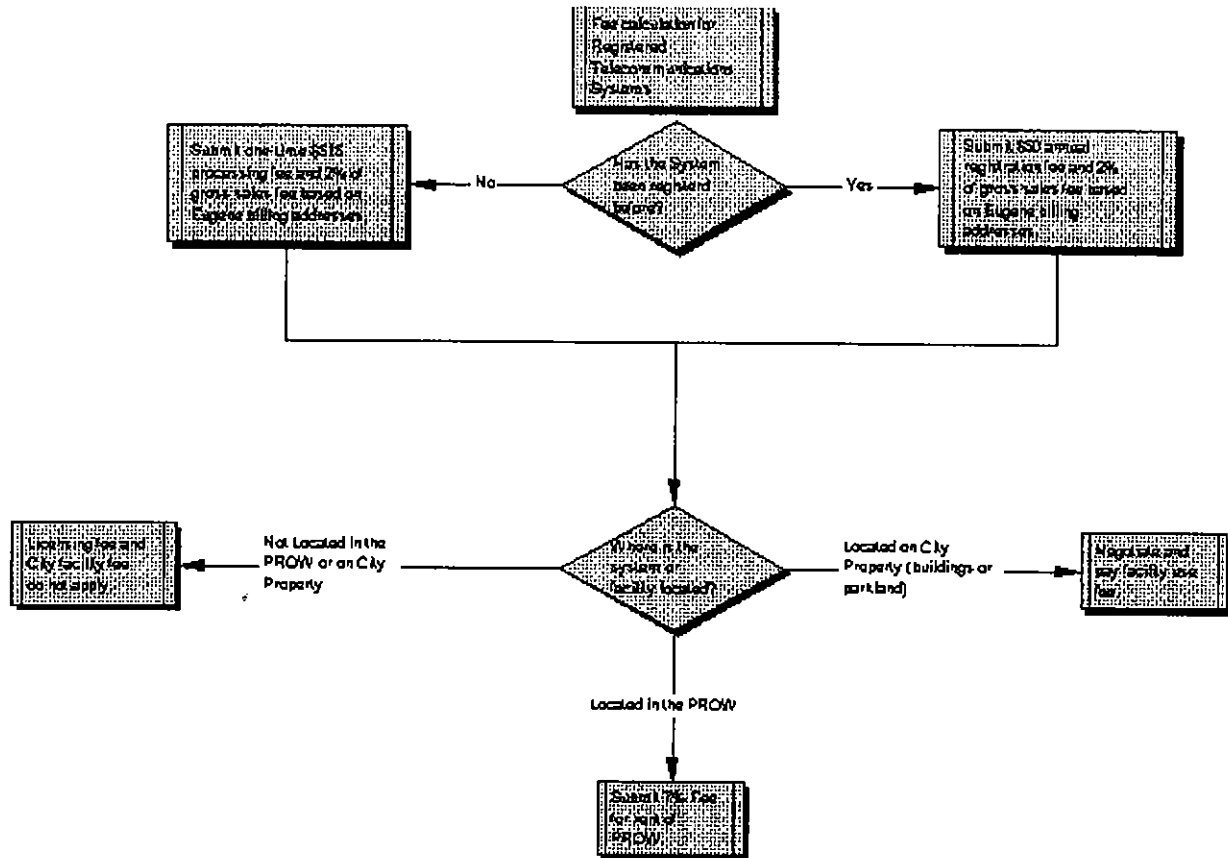 Fee calculation for
Registered
Telecommunications
Systems
Submit one-time
processing fee and 2% of
gross sales fee based on
Eugene billing addresses
No
Has the System
been registerd
before?
Yes
Submit $50 annual
registration fee and 2%
of gross sales fee based
on Eugene billing
addresses.
Licensing fee and
City facility fee
do not apply
Not Located in the
PROW or on City
Property
Where is the
system or
facility located?
Located on City
Property (buildings or
parkland)
Negotiate and
pay facility use
fee
Located in the PROW
Submit 7% Fee
for
PROW